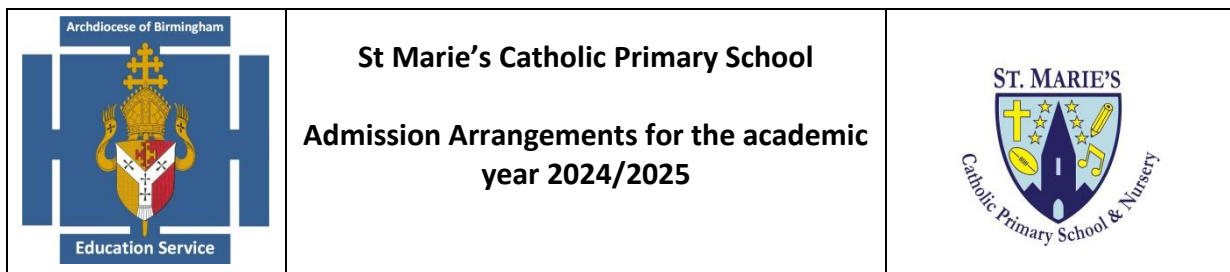 Archdiocese of Birmingham
Education Service
St Marie’s Catholic Primary School
Admission Arrangements for the academic
year 2024/2025
ST. MARIE'S
Catholic Primary School & Nursery